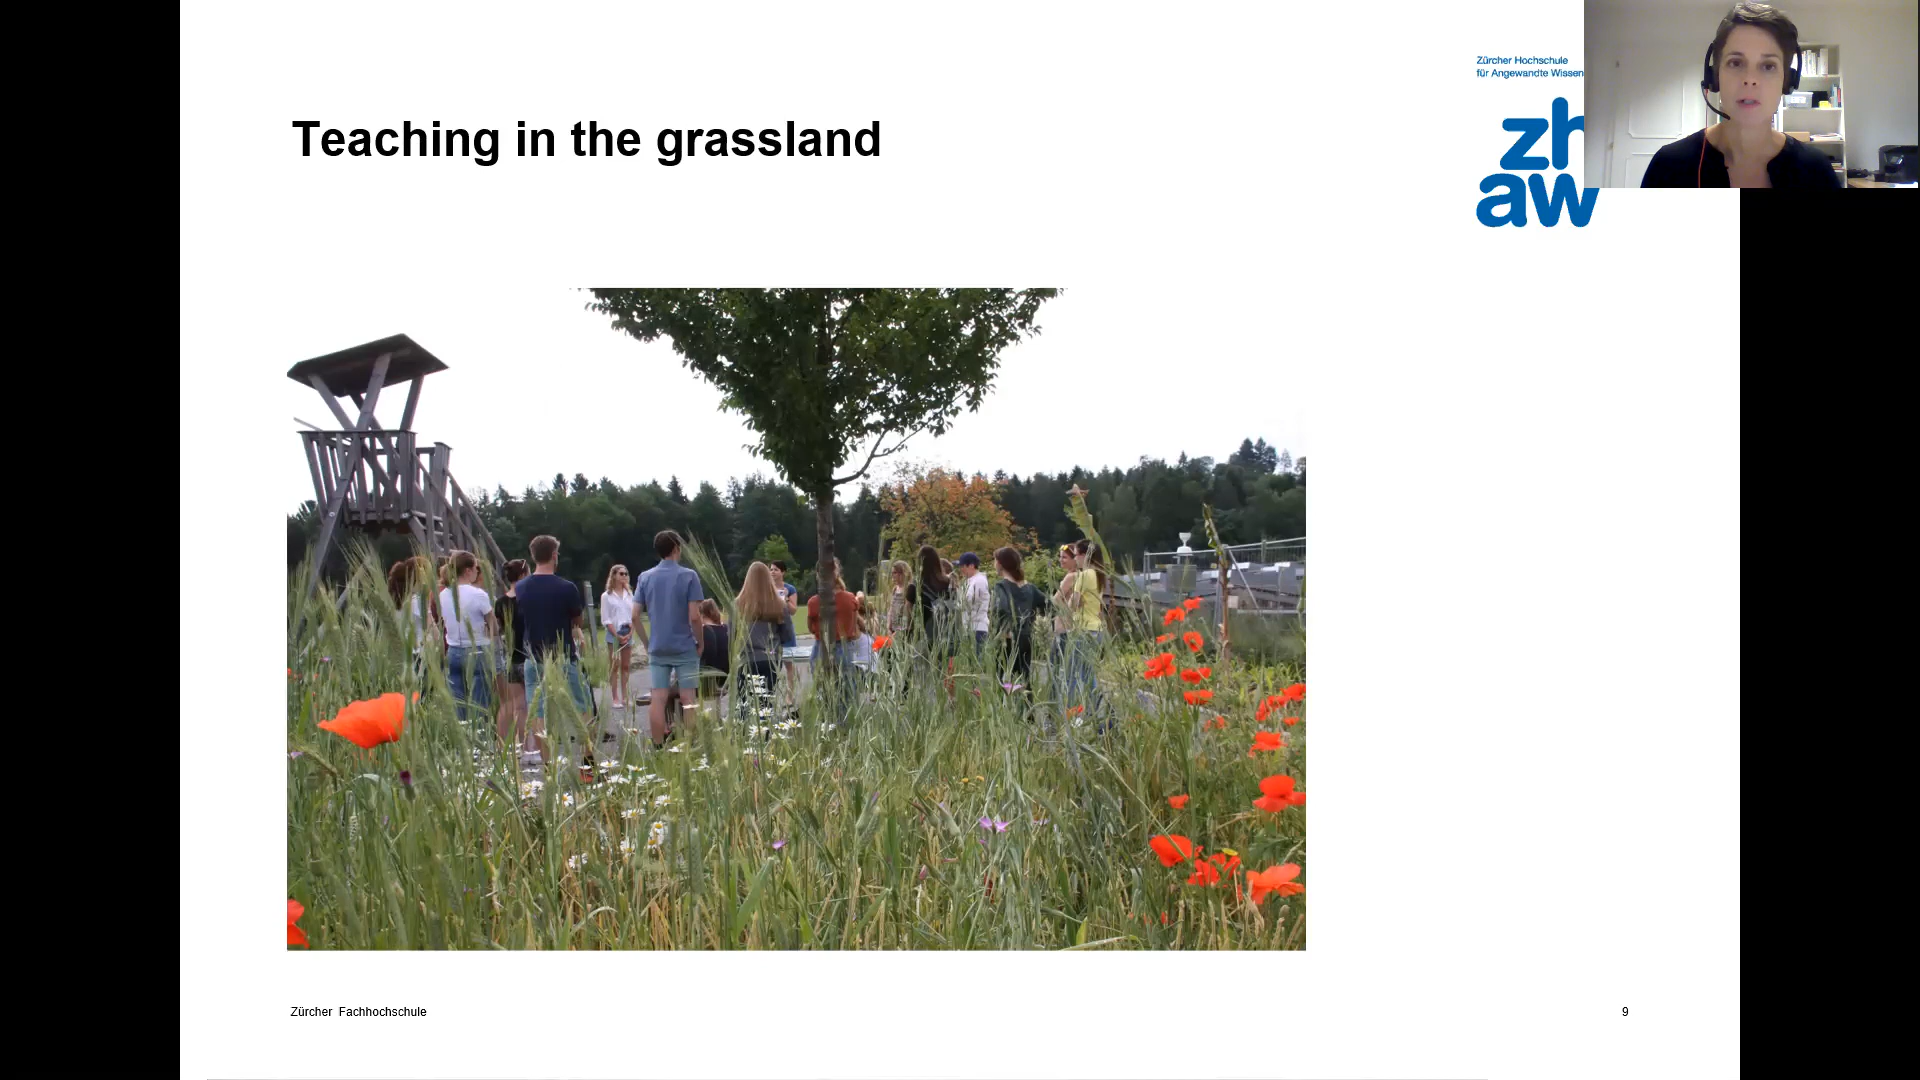 Zürcher Hochschule
für Angewandte Wissen
Teaching in the grassland
zh
aw
Zürcher Fachhochschule
9